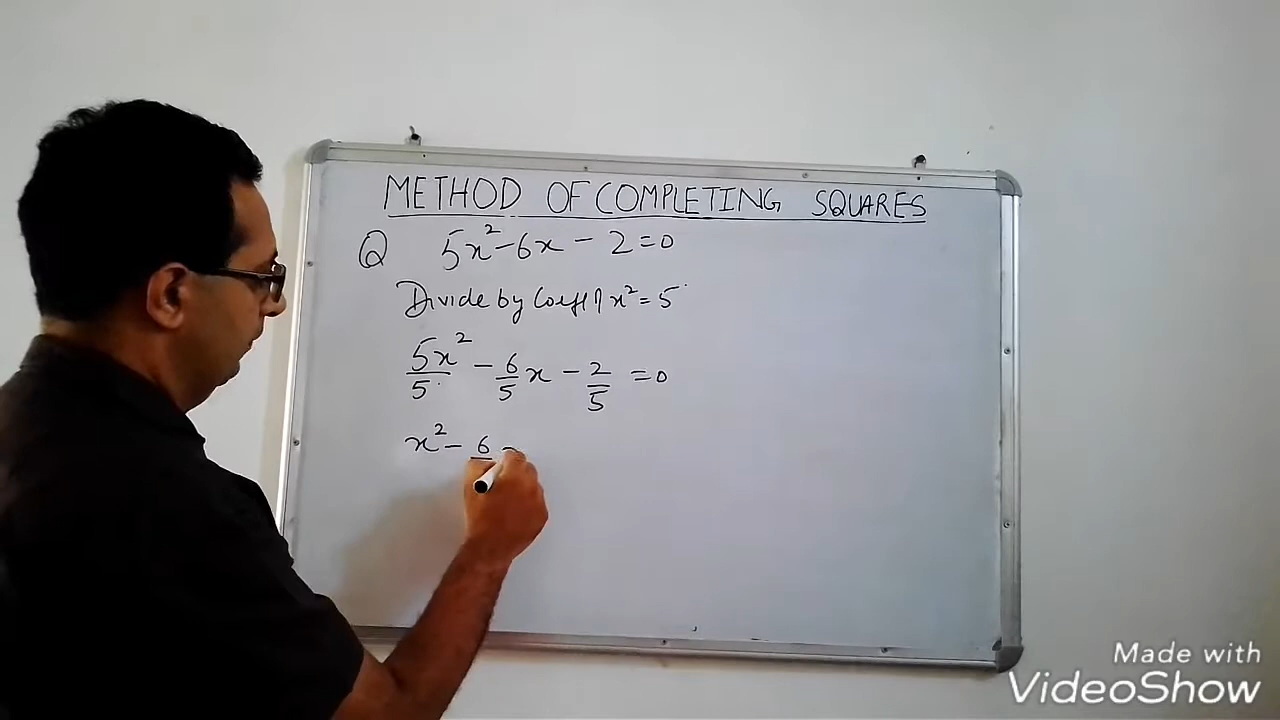 METHOD OF COMPLETING SQUARES
Q 5x²-6x-2=0
Divide by Coeff of x²=5
5x²/5 - 6/5 x - 2/5 =0
x² - 6
Made with
VideoShow